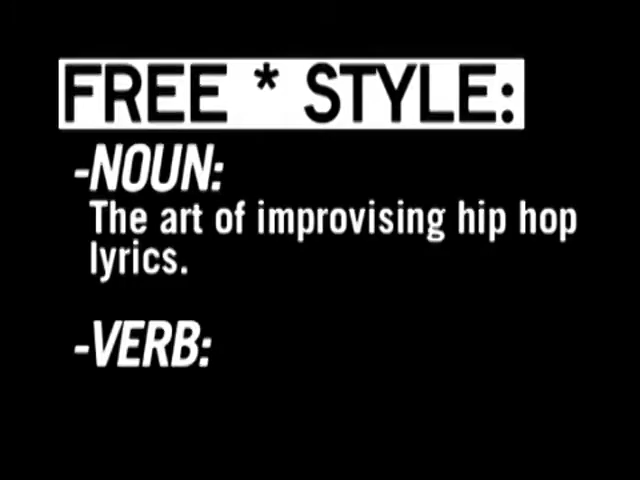 FREE * STYLE:
-NOUN:
The art of improvising hip hop
lyrics.
-VERB: